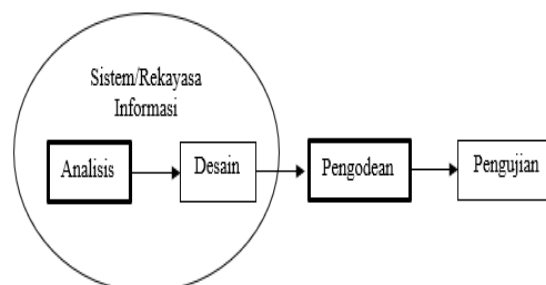 Sistem/Rekayasa
Informasi
Analisis
Desain
Pengodean
Pengujian